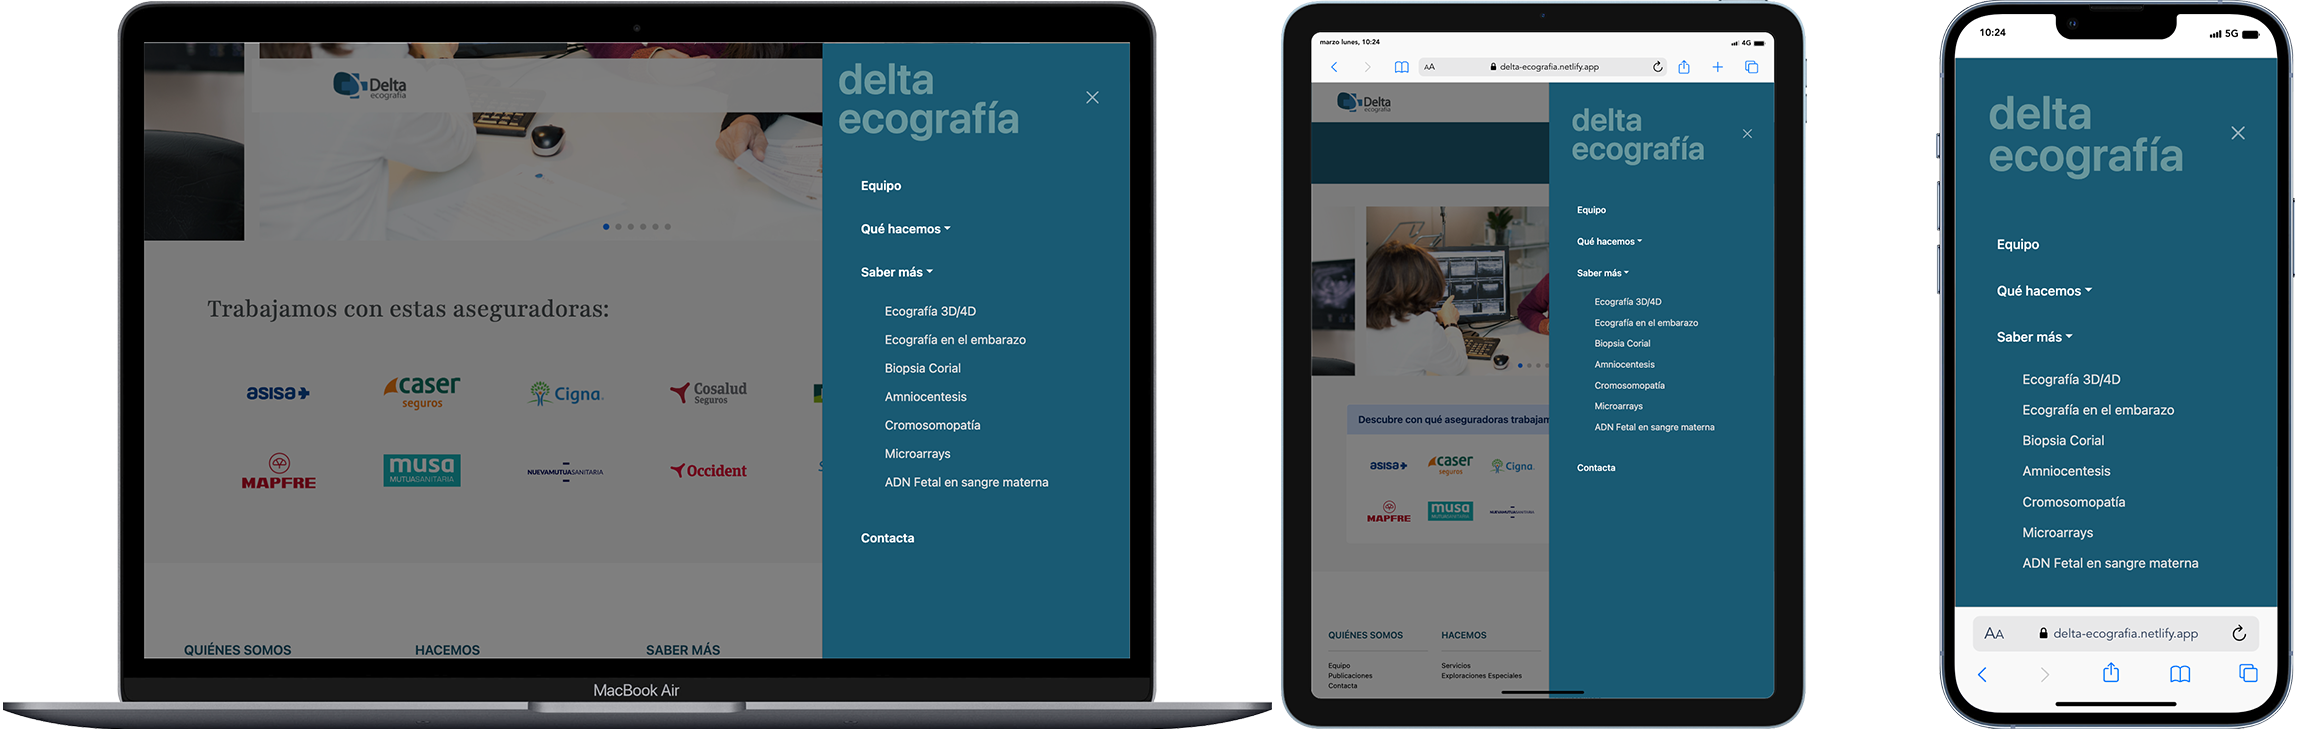 Delta
ecografía
delta
ecografía
Equipo
Qué hacemos
Saber más
Ecografía 3D/4D
Ecografía en el embarazo
Biopsia Corial
Amniocentesis
Cromosomopatía
Microarrays
ADN Fetal en sangre materna
Contacta
Trabajamos con estas aseguradoras:
asisa
caser
seguros
Cigna
Cosalud
Seguros
MAPFRE
musa
MUTUASANITARIA
NUEVAMUTUASANITARIA
Occident
QUIÉNES SOMOS
HACEMOS
SABER MÁS
MacBook Air
marzo lunes, 10:24
4G
AA
delta-ecografia.netlify.app
Delta
ecografía
delta
ecografía
Equipo
Qué hacemos
Saber más
Ecografía 3D/4D
Ecografía en el embarazo
Biopsia Corial
Amniocentesis
Cromosomopatía
Microarrays
ADN Fetal en sangre materna
Contacta
Descubre con qué aseguradoras trabajam
asisa
caser
seguros
Cigna
MAPFRE
musa
MUTUASANITARIA
NUEVAMUTUASANITARIA
QUIÉNES SOMOS
HACEMOS
Equipo
Servicios
Publicaciones
Exploraciones Especiales
Contacta
10:24
5G
delta
ecografía
Equipo
Qué hacemos
Saber más
Ecografía 3D/4D
Ecografía en el embarazo
Biopsia Corial
Amniocentesis
Cromosomopatía
Microarrays
ADN Fetal en sangre materna
AA
delta-ecografia.netlify.app